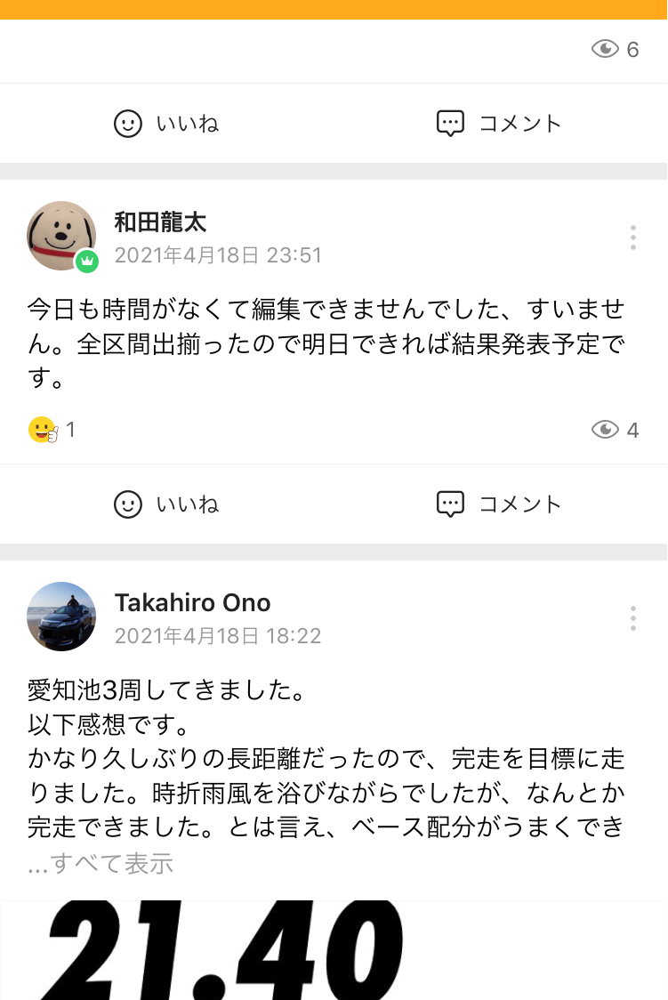 6
いいね
コメント
和田龍太
2021年4月18日 23:51
今日も時間がなくて編集できませんでした、すいませ
ん。全区間出揃ったので明日できれば結果発表予定で
す。
1
4
いいね
コメント
Takahiro Ono
2021年4月18日 18:22
愛知池3周してきました。
以下感想です。
かなり久しぶりの長距離だったので、完走を目標に走
りました。時折雨風を浴びながらでしたが、なんとか
完走できました。とは言え、ベース配分がうまくでき
...すべて表示
21.40